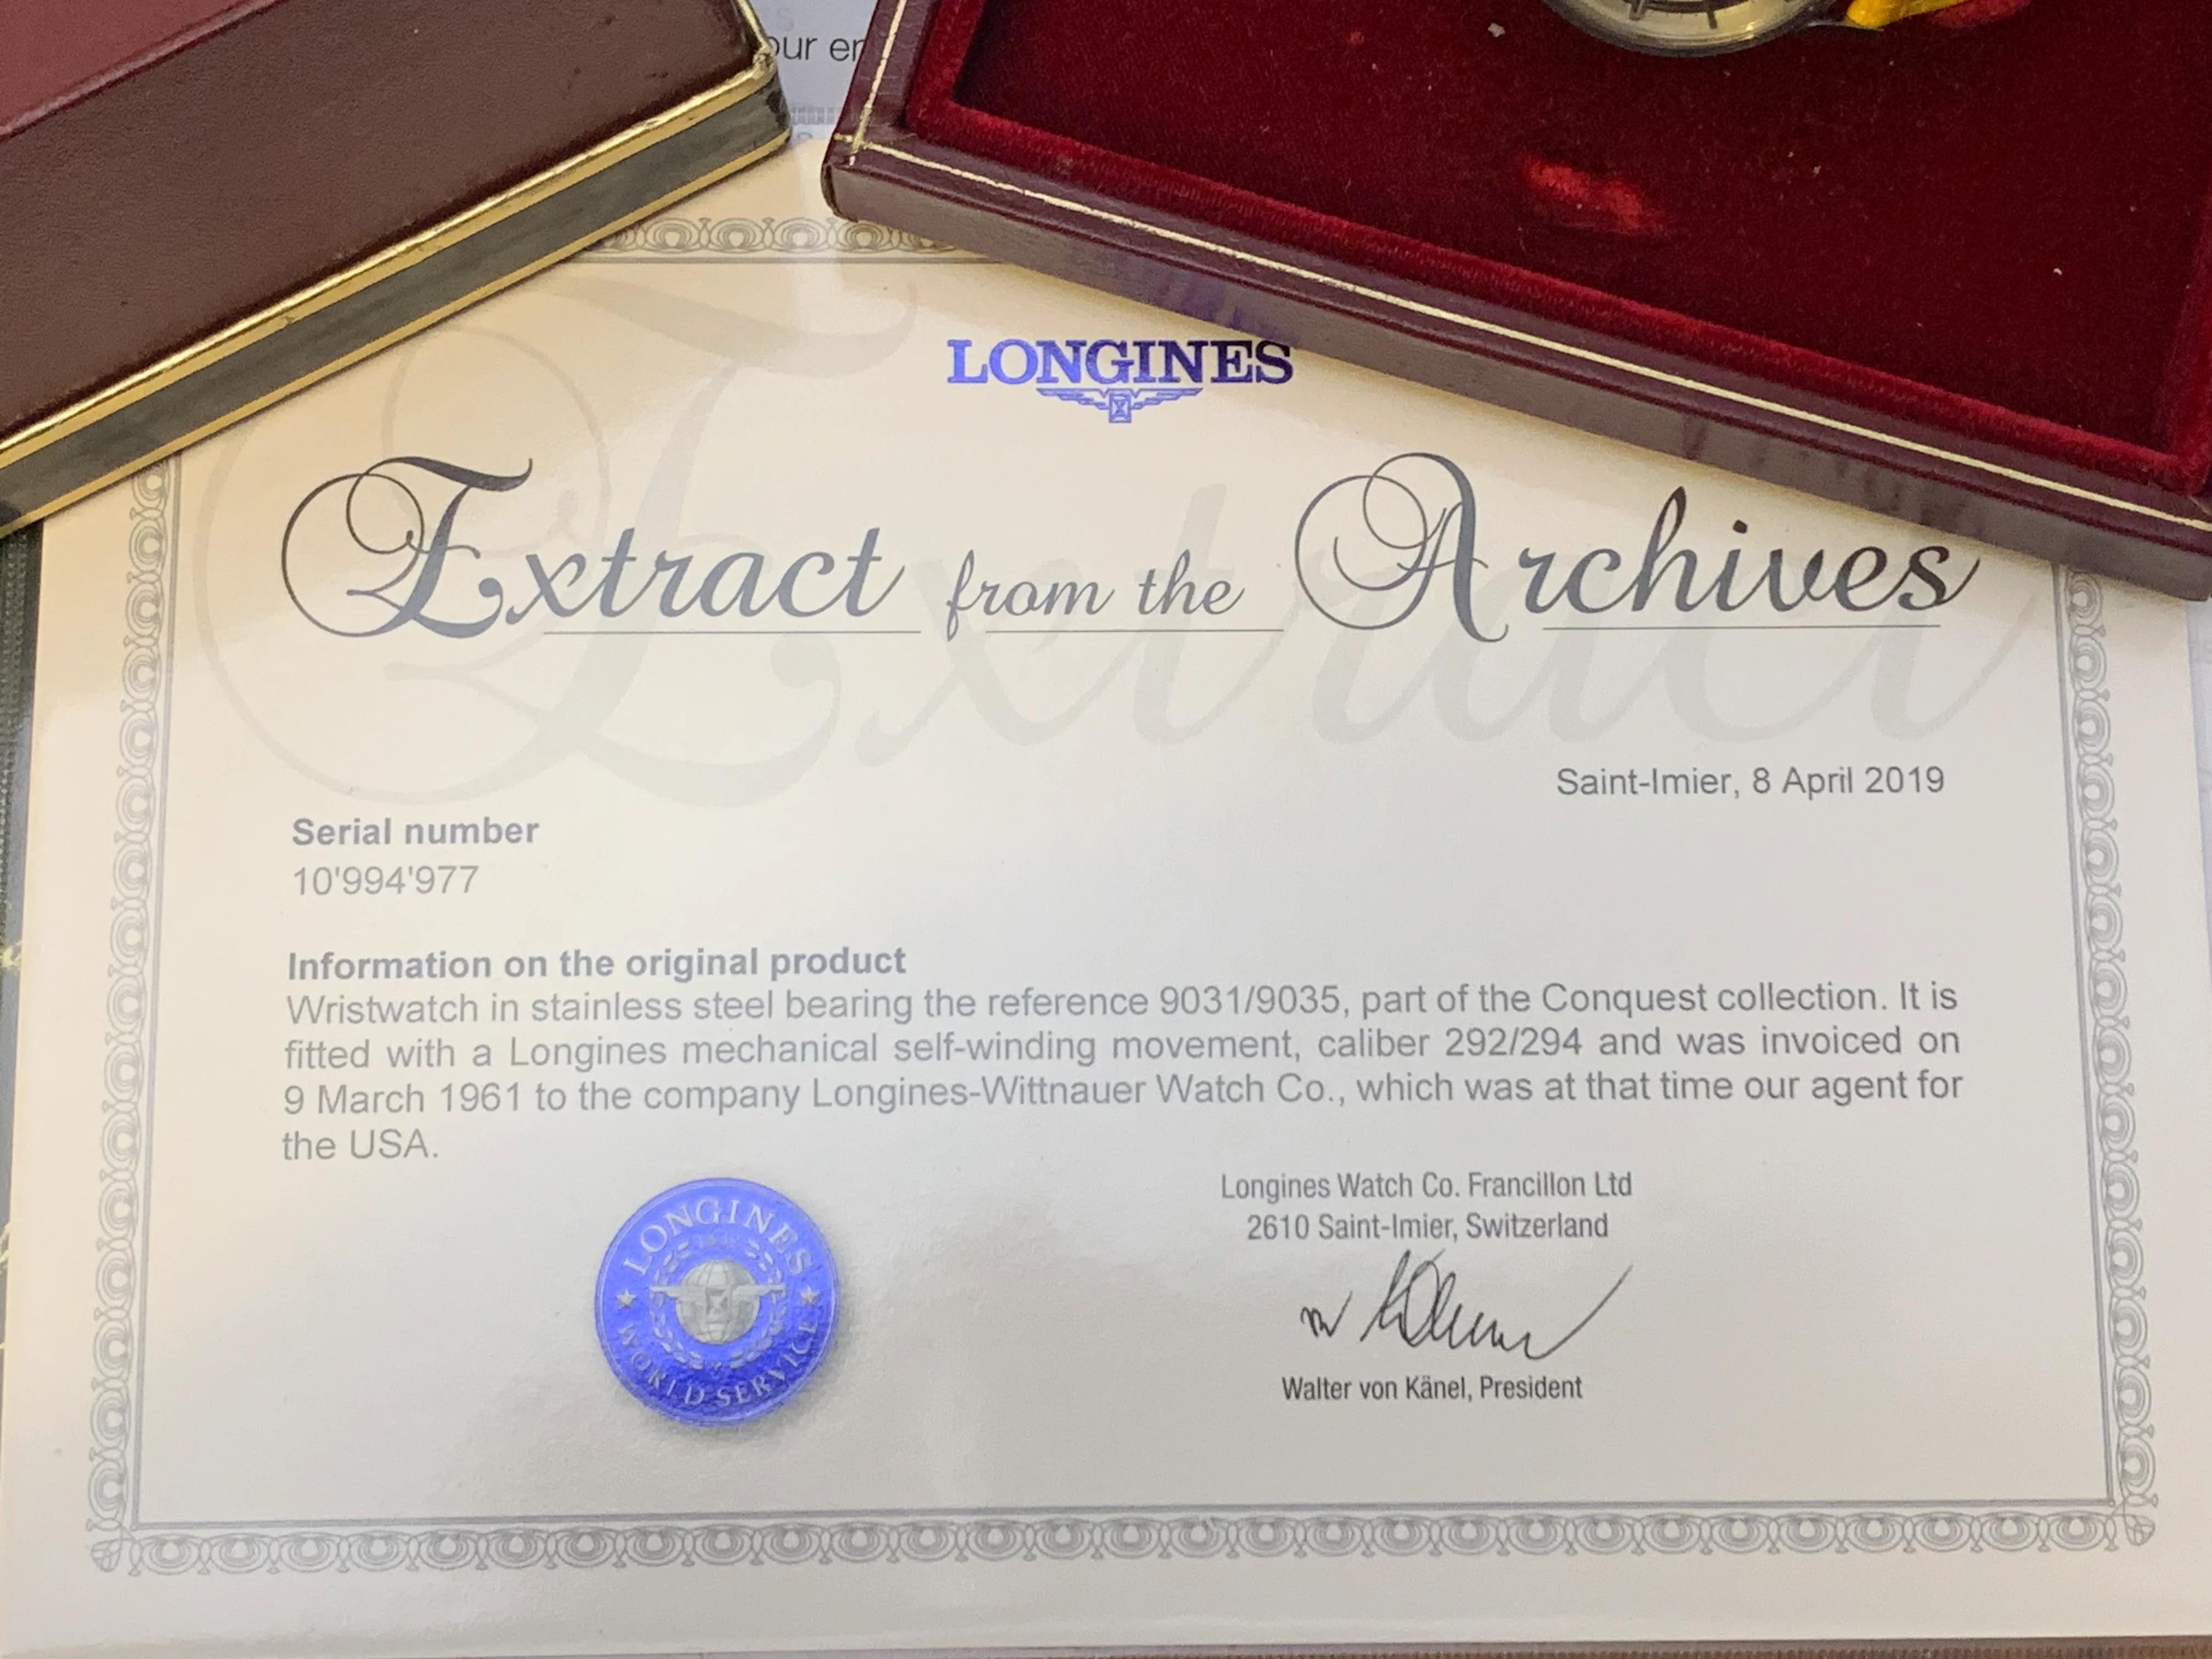 our er
LONGINES
Extract from the Archives
Extract
Saint-Imier, 8 April 2019
Serial number
10'994'977
Information on the original product
Wristwatch in stainless steel bearing the reference 9031/9035, part of the Conquest collection. It is
fitted with a Longines mechanical self-winding movement, caliber 292/294 and was invoiced on
9 March 1961 to the company Longines-Wittnauer Watch Co., which was at that time our agent for
the USA.
Longines Watch Co. Francillon Ltd
2610 Saint-Imier, Switzerland
LONGINES
WORLD SERVICE
Walter von Känel, President